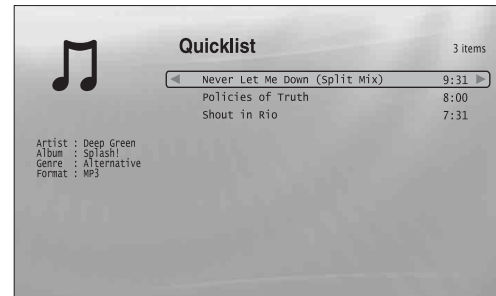 Quicklist
3 items
Never Let Me Down (Split Mix) 9:31
Policies of Truth 8:00
Shout in Rio 7:31
Artist : Deep Green
Album : Splash!
Genre : Alternative
Format : MP3